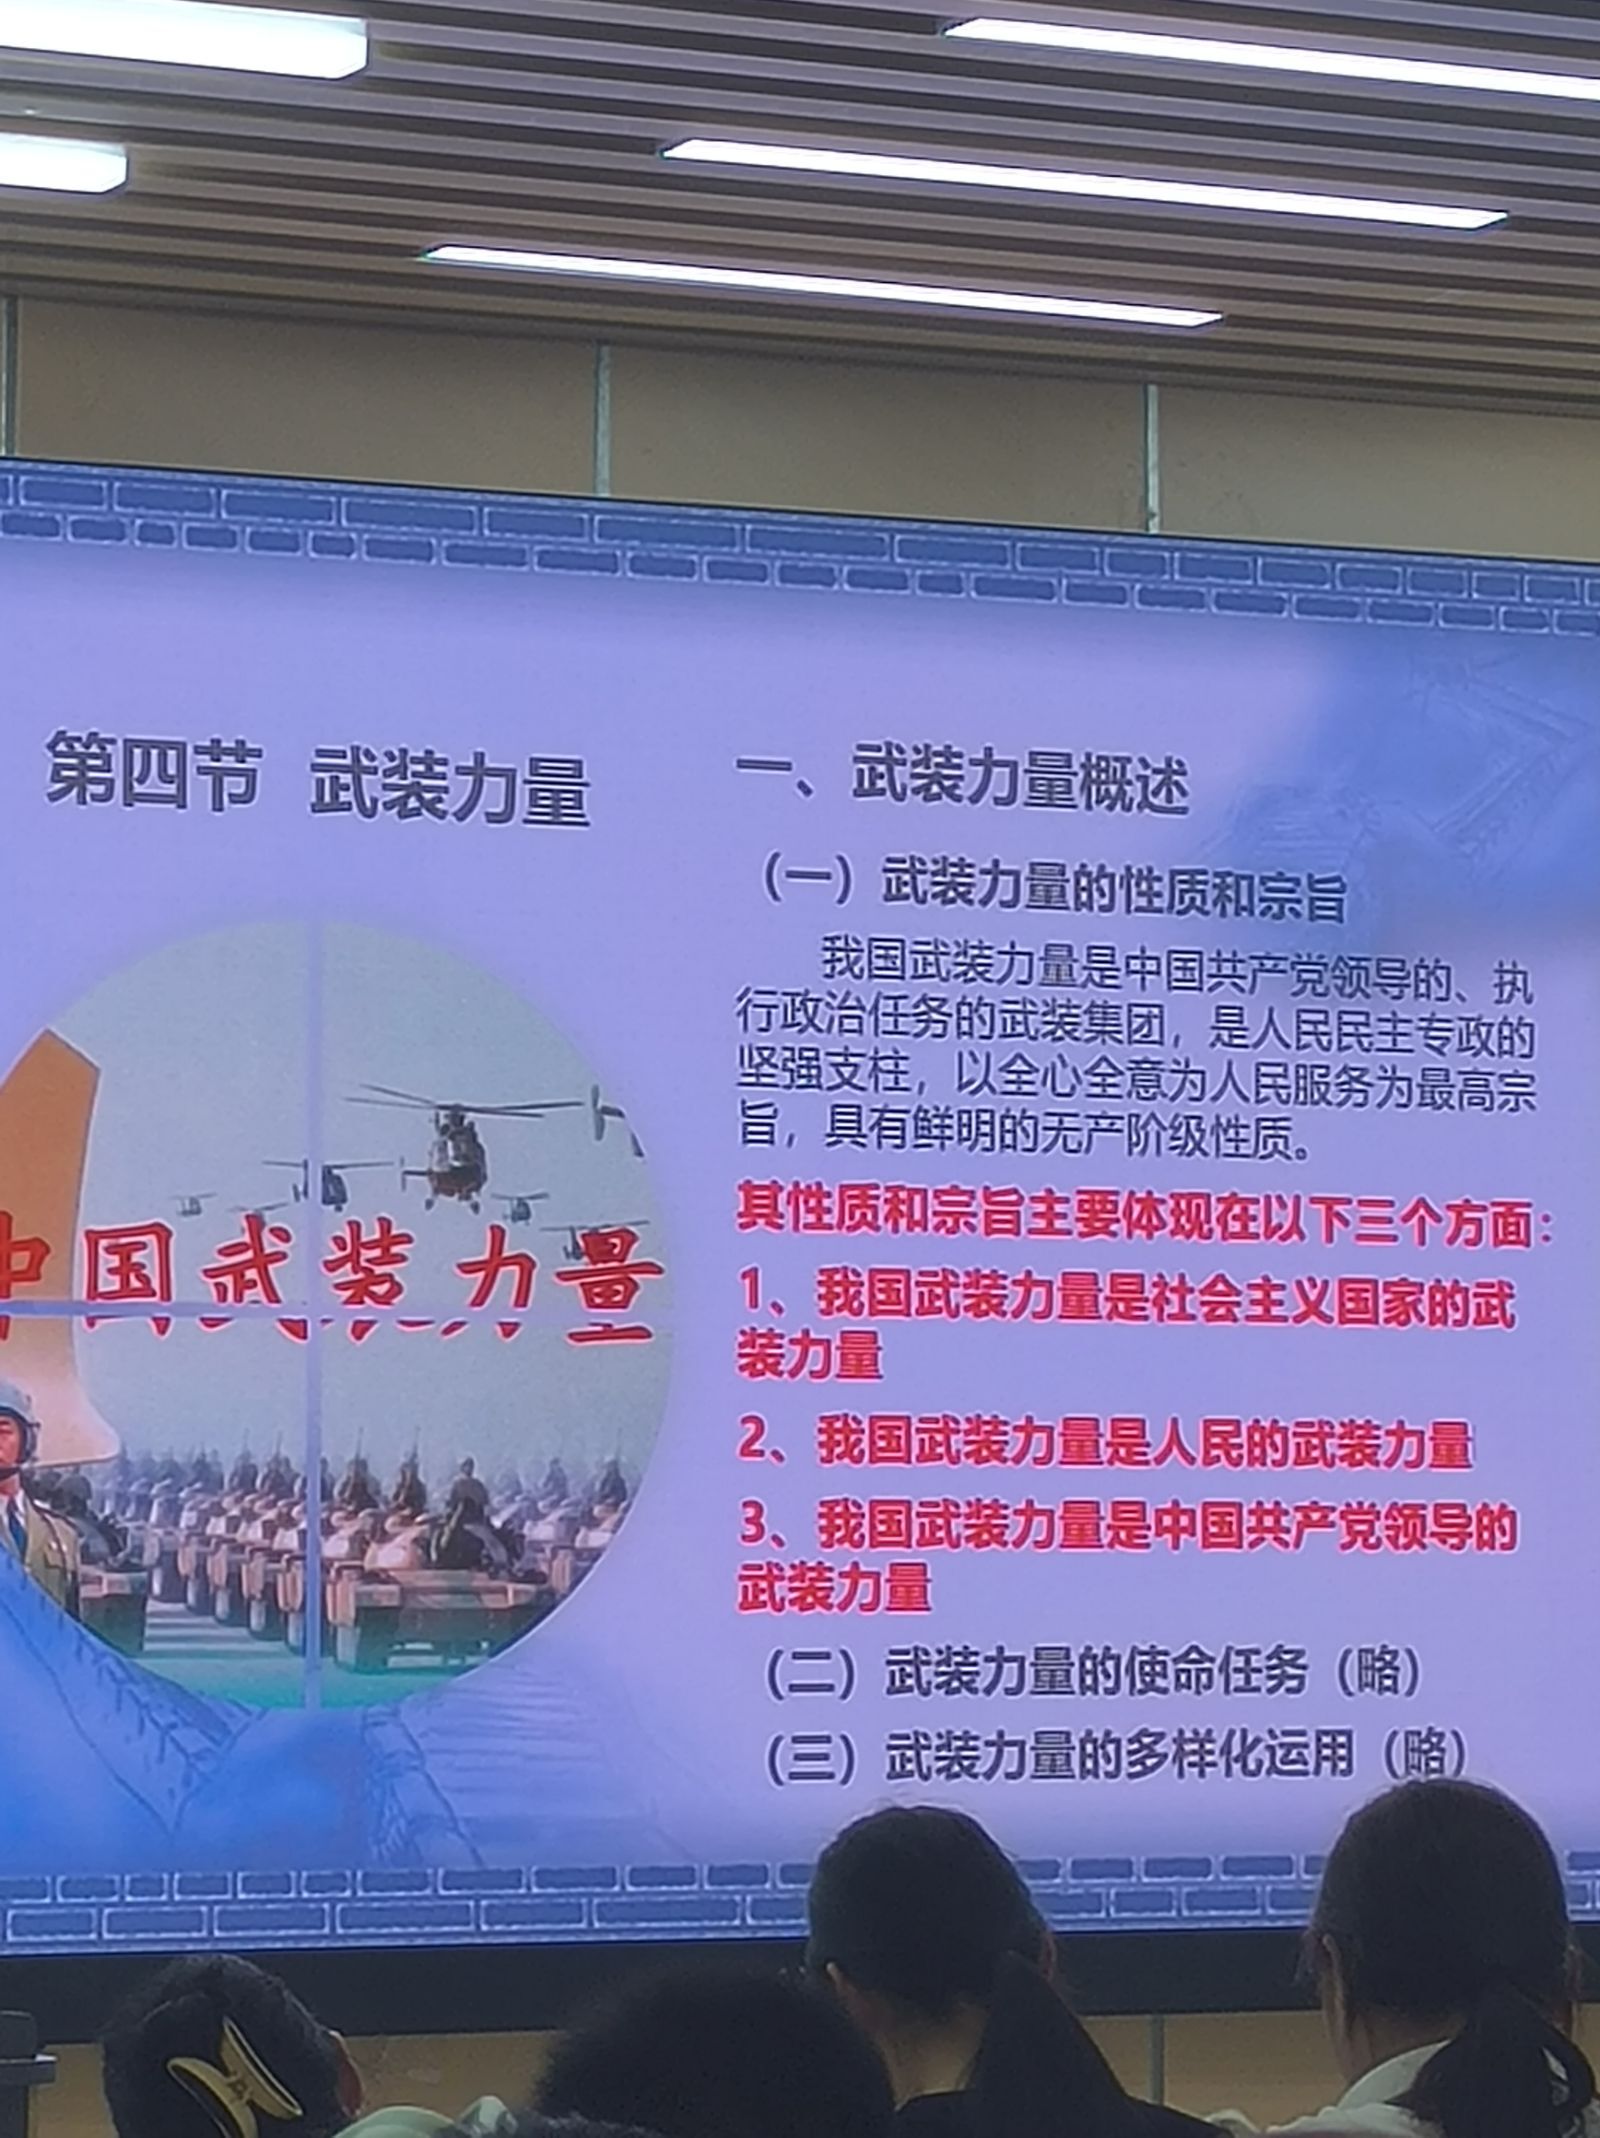 第四节 武装力量
中国武装力量
一、武装力量概述
（一）武装力量的性质和宗旨
我国武装力量是中国共产党领导的、执
行政治任务的武装集团，是人民民主专政的
坚强支柱，以全心全意为人民服务为最高宗
旨，具有鲜明的无产阶级性质。
其性质和宗旨主要体现在以下三个方面：
1、我国武装力量是社会主义国家的武
装力量
2、我国武装力量是人民的武装力量
3、我国武装力量是中国共产党领导的
武装力量
（二）武装力量的使命任务（略）
（三）武装力量的多样化运用（略）